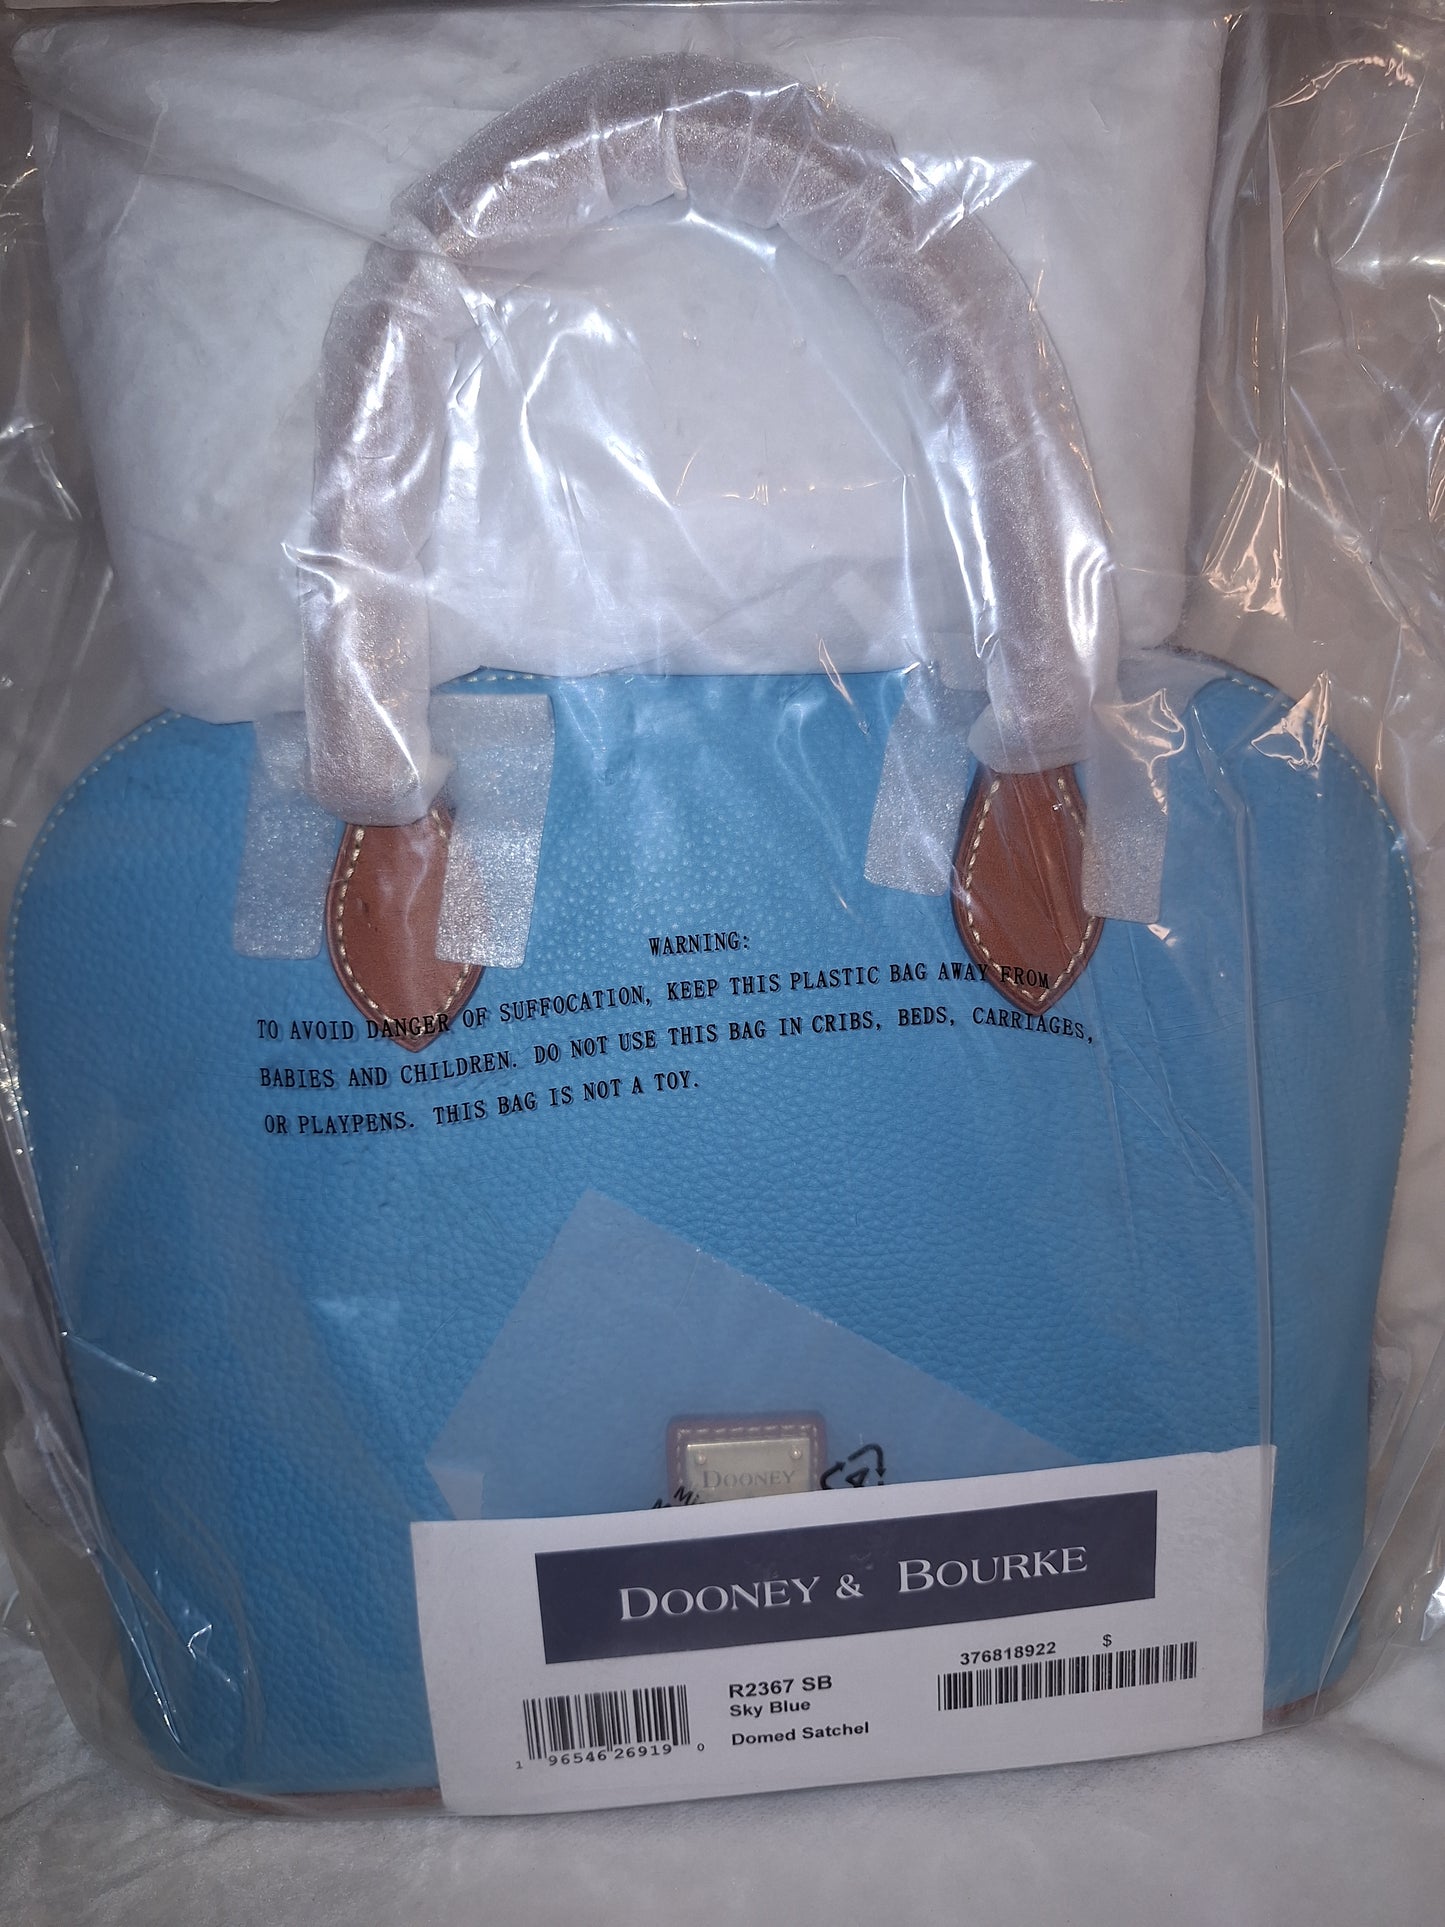 WARNING:
TO AVOID DANGER OF SUFFOCATION, KEEP THIS PLASTIC BAG AWAY FROM
BABIES AND CHILDREN. DO NOT USE THIS BAG IN CRIBS, BEDS, CARRIAGES,
OR PLAYPENS. THIS BAG IS NOT A TOY.
DOONEY
DOONEY & BOURKE
376818922 $
R2367 SB
Sky Blue
Domed Satchel
1 96546 26919 0